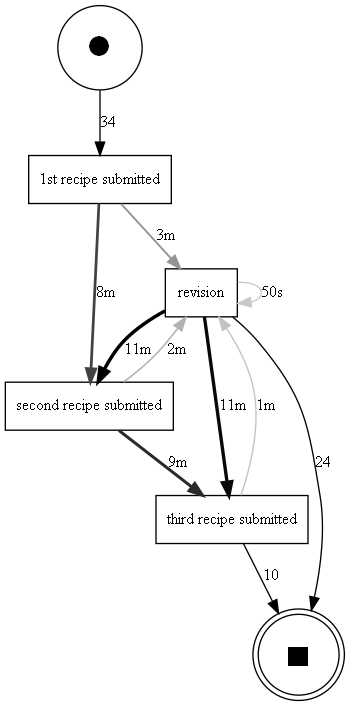 34
1st recipe submitted
3m
8m
revision
50s
11m
2m
11m
1m
second recipe submitted
9m
24
third recipe submitted
10